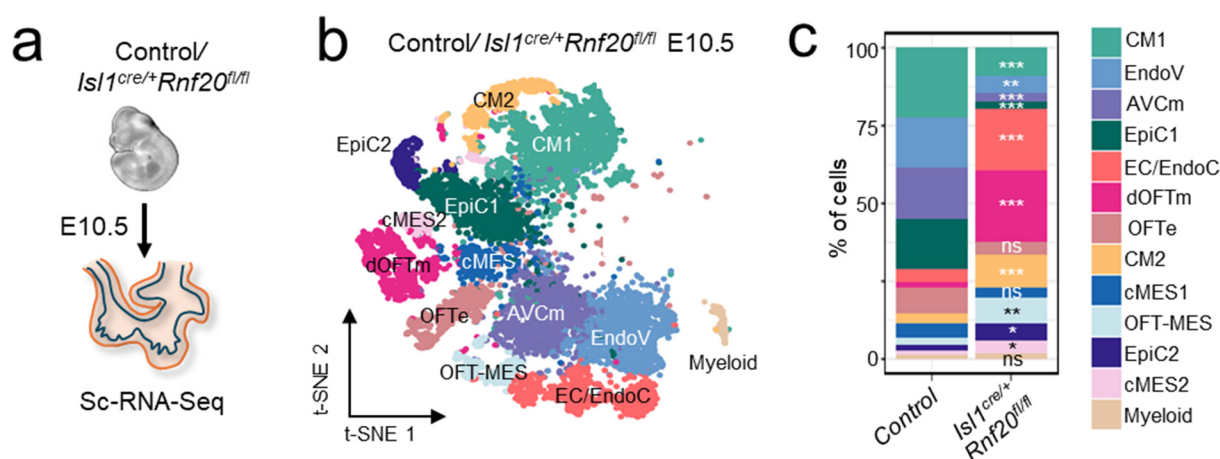 a
Control/
Isl1cre/+Rnf20fl/fl
E10.5
Sc-RNA-Seq
b
Control/ Isl1cre/+Rnf20fl/fl E10.5
CM2
CM1
EpiC2
EpiC1
cMES2
dOFTm
cMES1
OFTe
AVCm
EndoV
Myeloid
OFT-MES
EC/EndoC
t-SNE 2
t-SNE 1
c
% of cells
100
75
50
25
0
***
**
***
***
***
***
ns
***
ns
**
*
*
ns
Control
Isl1cre/+
Rnf20fl/fl
CM1
EndoV
AVCm
EpiC1
EC/EndoC
dOFTm
OFTe
CM2
cMES1
OFT-MES
EpiC2
cMES2
Myeloid